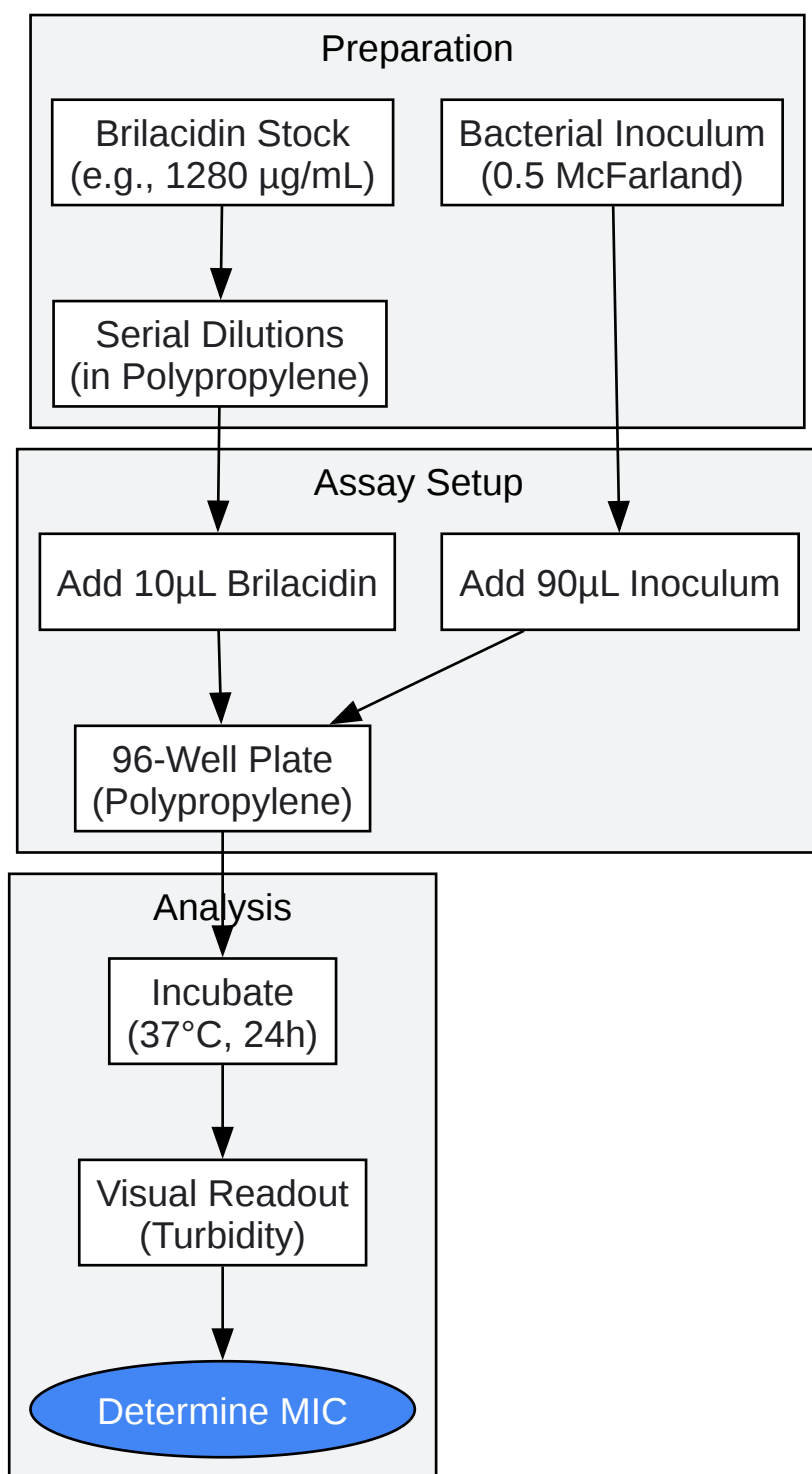 Preparation
Brilacidin Stock
(e.g., 1280 µg/mL)
Bacterial Inoculum
(0.5 McFarland)
Serial Dilutions
(in Polypropylene)
Assay Setup
Add 10µL Brilacidin
Add 90µL Inoculum
96-Well Plate
(Polypropylene)
Analysis
Incubate
(37°C, 24h)
Visual Readout
(Turbidity)
Determine MIC